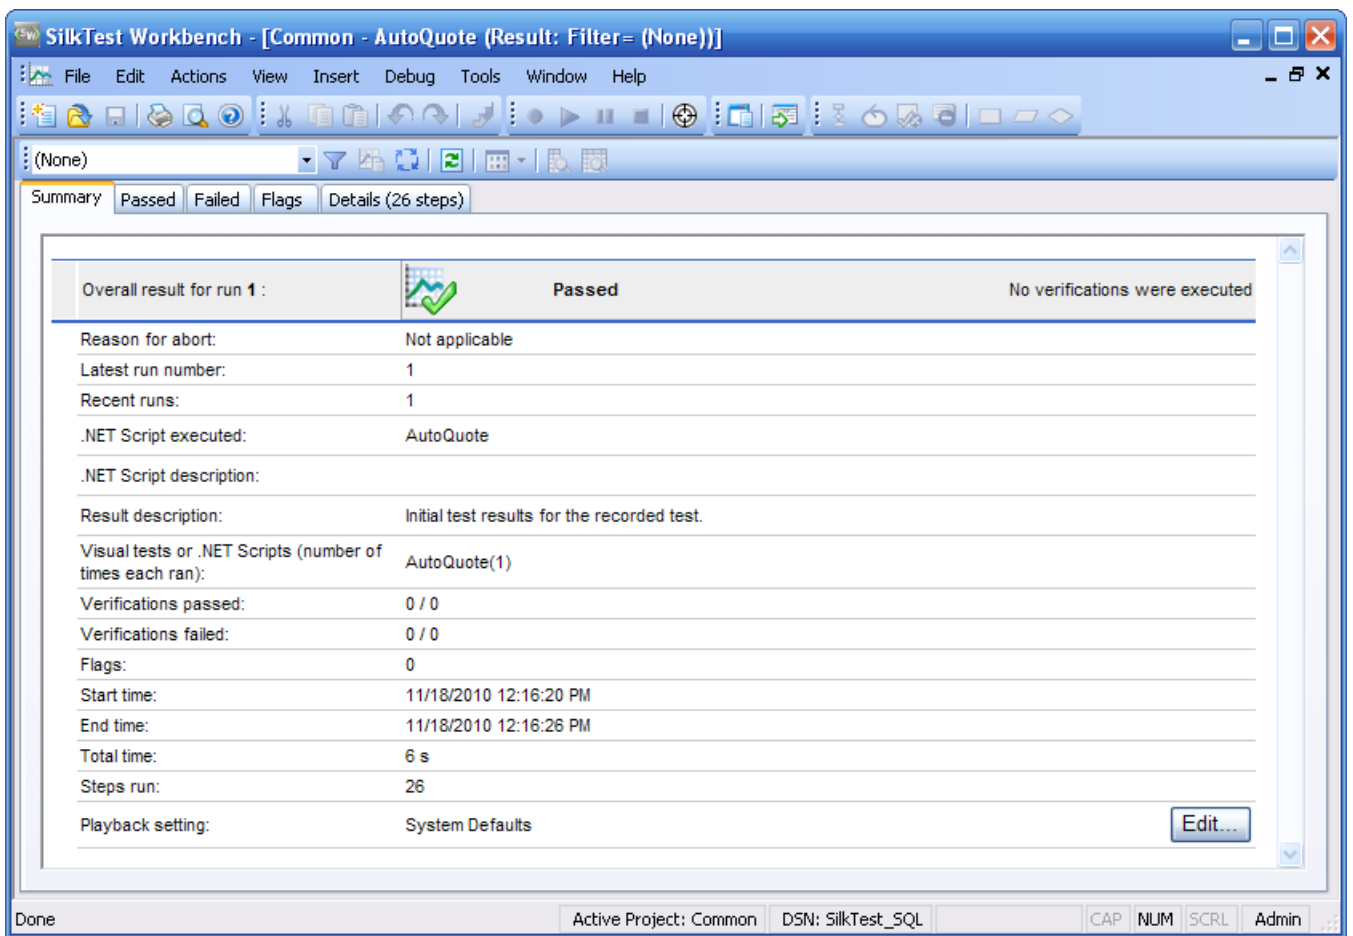 SilkTest Workbench - [Common - AutoQuote (Result: Filter= (None))]
File Edit Actions View Insert Debug Tools Window Help
(None)
Summary Passed Failed Flags Details (26 steps)
Overall result for run 1 : Passed No verifications were executed
Reason for abort: Not applicable
Latest run number: 1
Recent runs: 1
.NET Script executed: AutoQuote
.NET Script description:
Result description: Initial test results for the recorded test.
Visual tests or .NET Scripts (number of
times each ran): AutoQuote(1)
Verifications passed: 0 / 0
Verifications failed: 0 / 0
Flags: 0
Start time: 11/18/2010 12:16:20 PM
End time: 11/18/2010 12:16:26 PM
Total time: 6 s
Steps run: 26
Playback setting: System Defaults Edit...
Done Active Project: Common DSN: SilkTest_SQL CAP NUM SCRL Admin